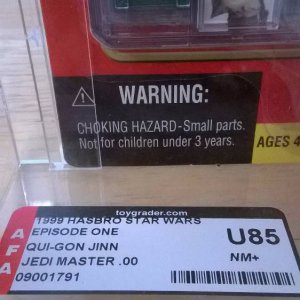 WARNING:
CHOKING HAZARD-Small parts.
Not for children under 3 years.
AGES 4
toygrader.com
1999 HASBRO STAR WARS
EPISODE ONE
QUI-GON JINN
JEDI MASTER .00
09001791
AFA
U85
NM+